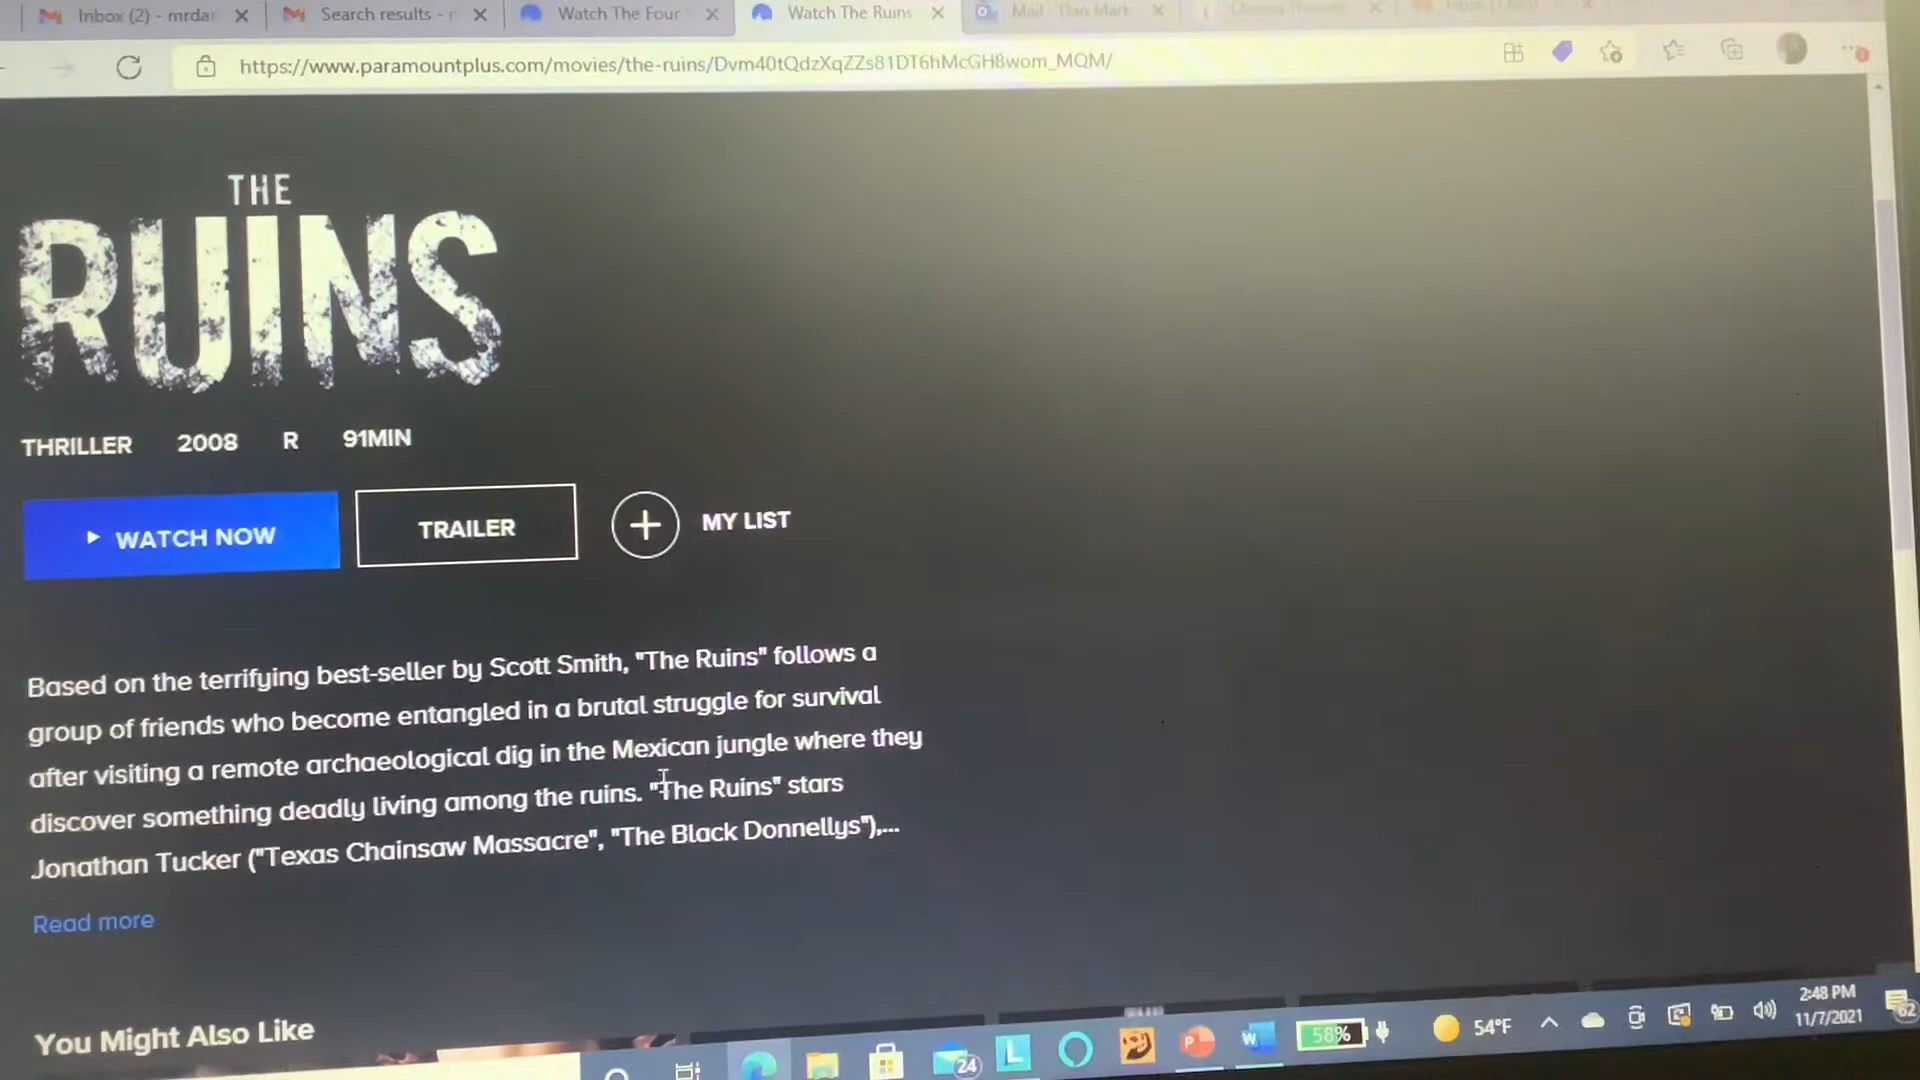 Inbox (2) - mrdar
Search results - r
Watch The Four
Watch The Ruins
Mail - Dan Mark
https://www.paramountplus.com/movies/the-ruins/Dvm40tQdzXqZZs81DT6hMcGH8wom_MQM/
THE
RUINS
THRILLER 2008 R 91MIN
WATCH NOW
TRAILER
MY LIST
Based on the terrifying best-seller by Scott Smith, "The Ruins" follows a
group of friends who become entangled in a brutal struggle for survival
after visiting a remote archaeological dig in the Mexican jungle where they
discover something deadly living among the ruins. "The Ruins" stars
Jonathan Tucker ("Texas Chainsaw Massacre", "The Black Donnellys"),...
Read more
You Might Also Like
24
L
P
W
58%
54°F
2:48 PM
11/7/2021
62